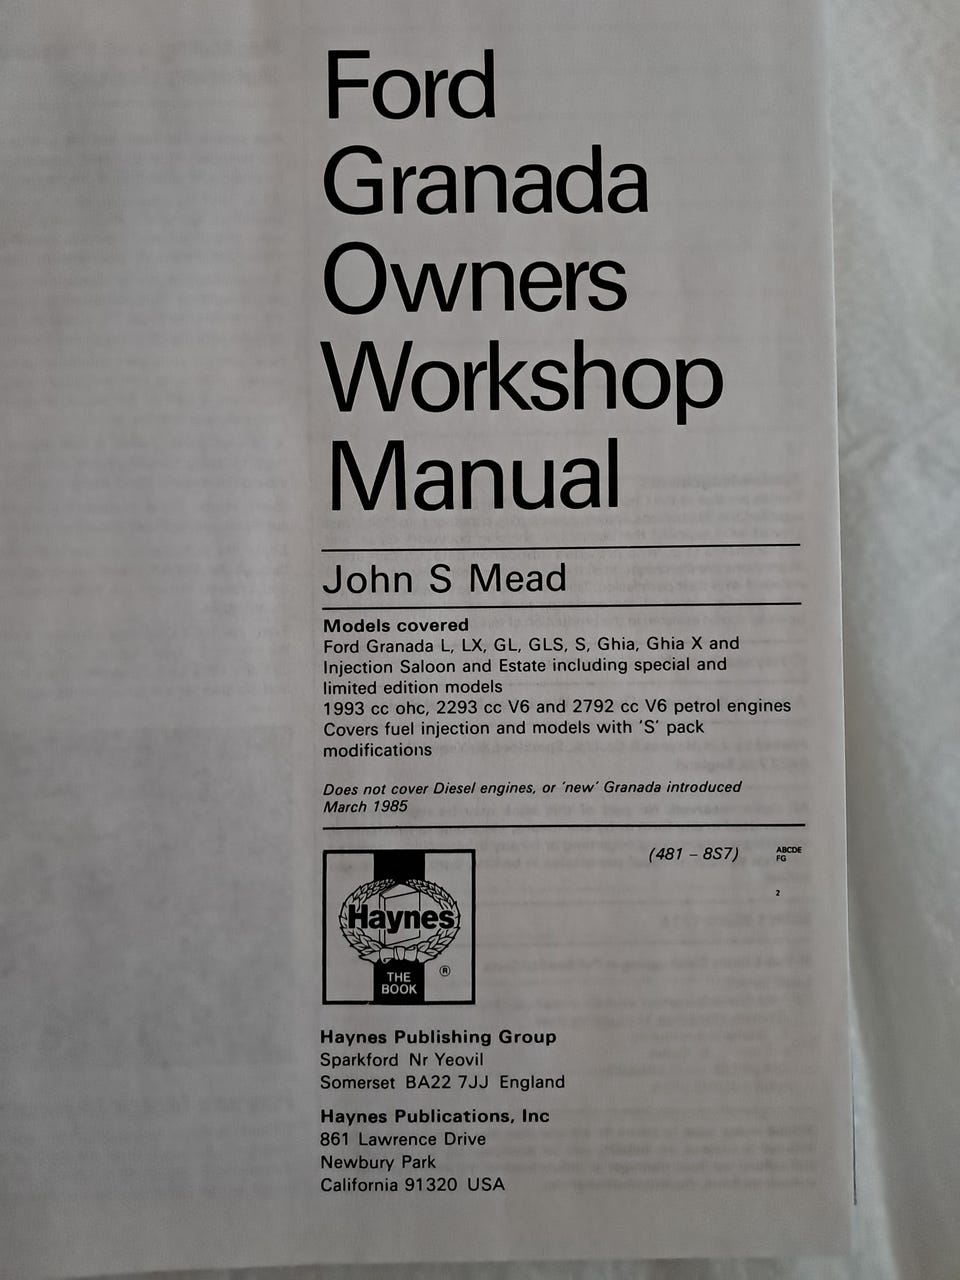 Ford
Granada
Owners
Workshop
Manual
John S Mead
Models covered
Ford Granada L, LX, GL, GLS, S, Ghia, Ghia X and
Injection Saloon and Estate including special and
limited edition models
1993 cc ohc, 2293 cc V6 and 2792 cc V6 petrol engines
Covers fuel injection and models with 'S' pack
modifications
Does not cover Diesel engines, or 'new' Granada introduced
March 1985
(481 – 8S7)
ABCDE
FG
2
Haynes
®
THE
BOOK
Haynes Publishing Group
Sparkford Nr Yeovil
Somerset BA22 7JJ England
Haynes Publications, Inc
861 Lawrence Drive
Newbury Park
California 91320 USA